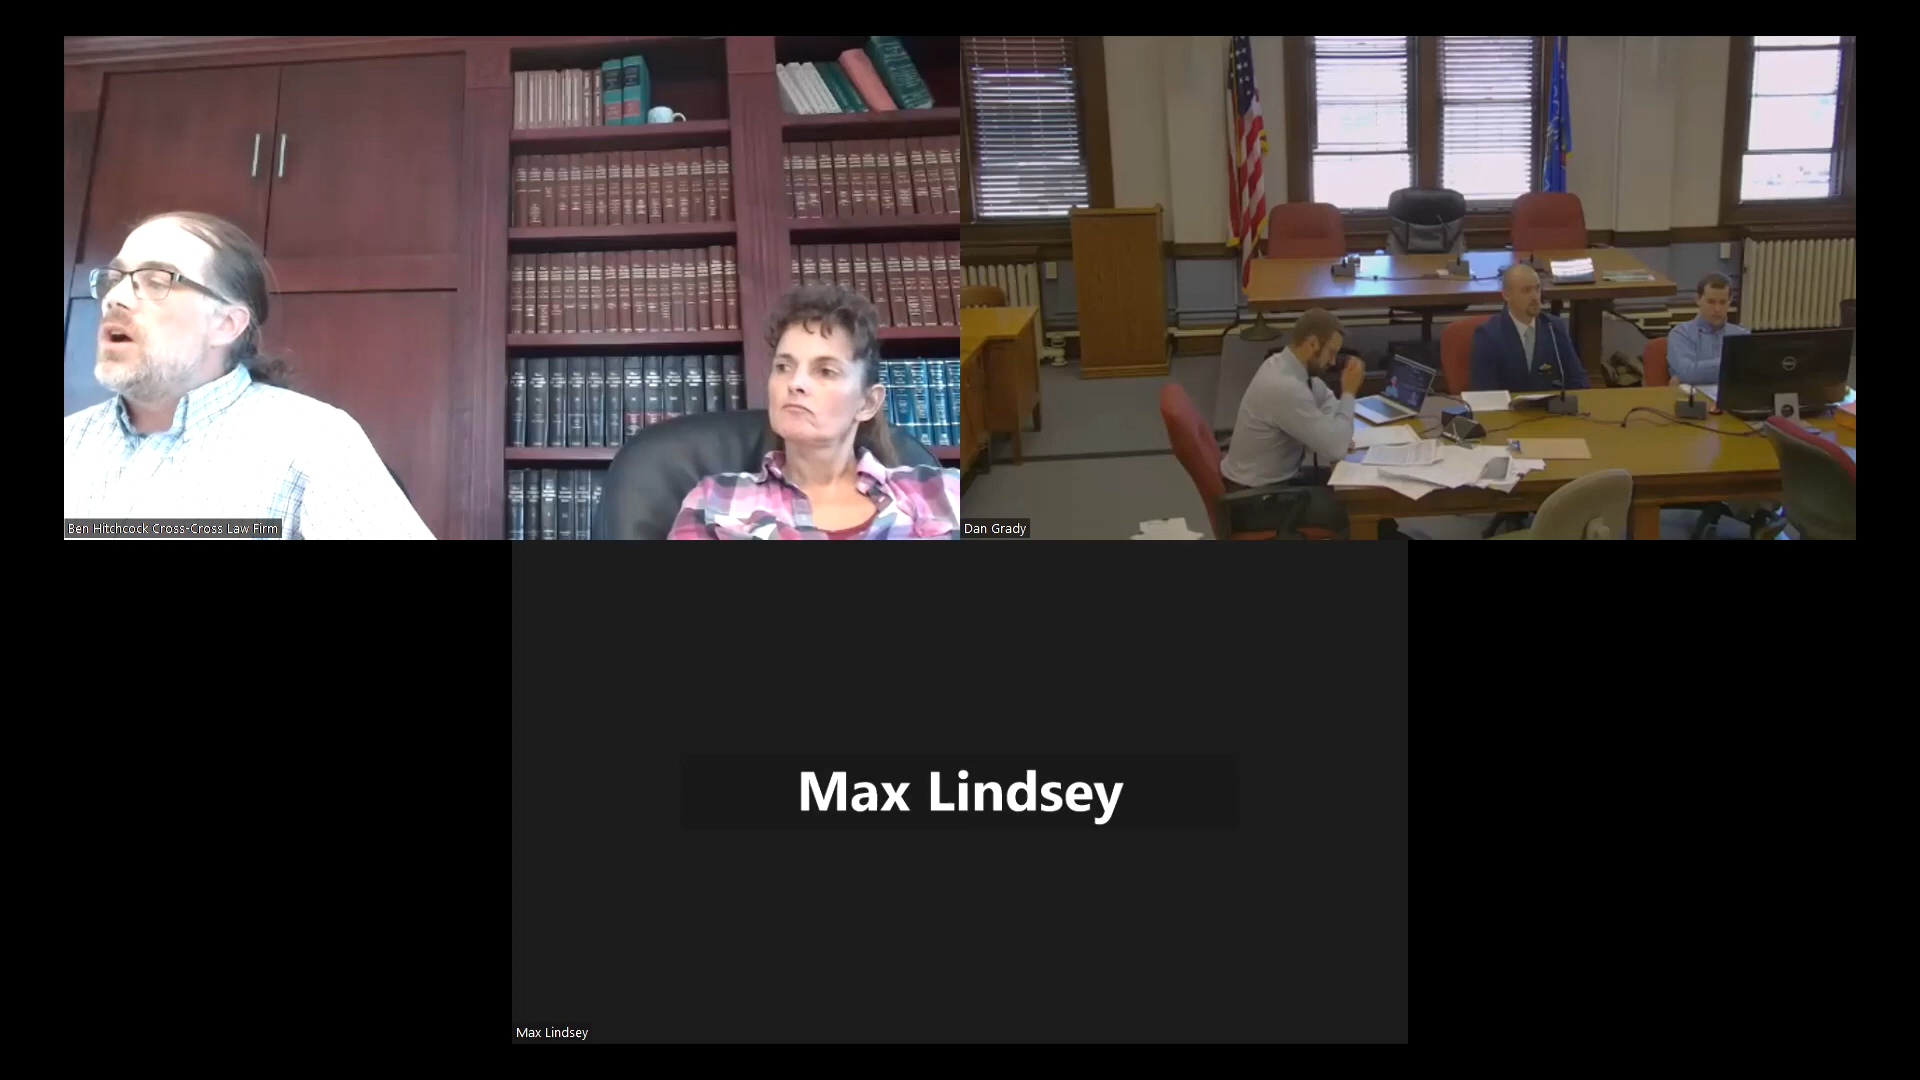 Ben Hitchcock Cross-Cross Law Firm
Dan Grady
Max Lindsey
Max Lindsey